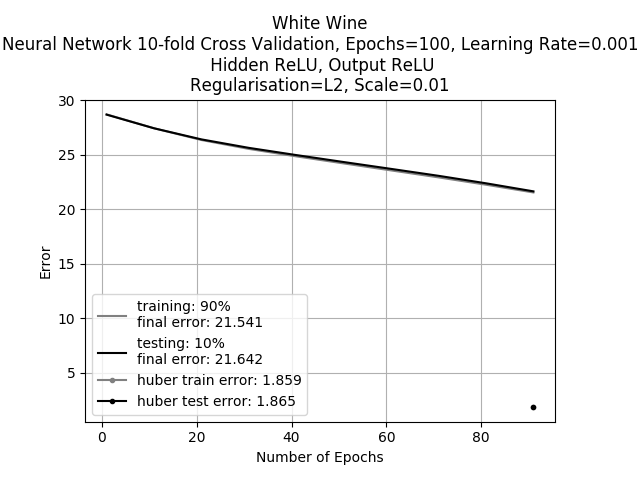 White Wine
Neural Network 10-fold Cross Validation, Epochs=100, Learning Rate=0.001
Hidden ReLU, Output ReLU
Regularisation=L2, Scale=0.01
30
25
20
15
10
5
Error
training: 90%
final error: 21.541
testing: 10%
final error: 21.642
huber train error: 1.859
huber test error: 1.865
0 20 40 60 80
Number of Epochs